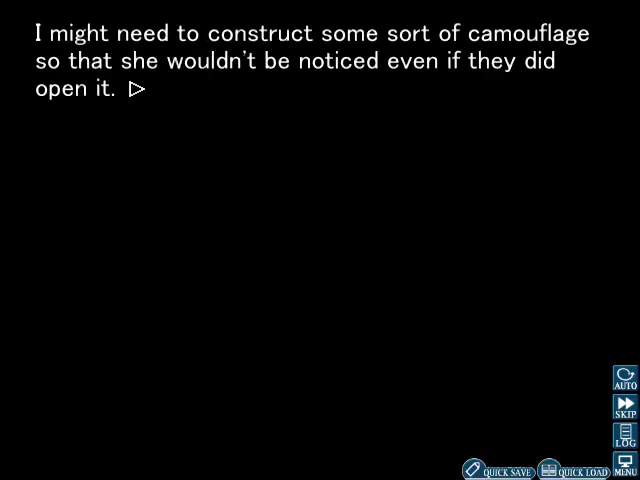 I might need to construct some sort of camouflage
so that she wouldn't be noticed even if they did
open it.
AUTO
SKIP
LOG
QUICK SAVE
QUICK LOAD
MENU